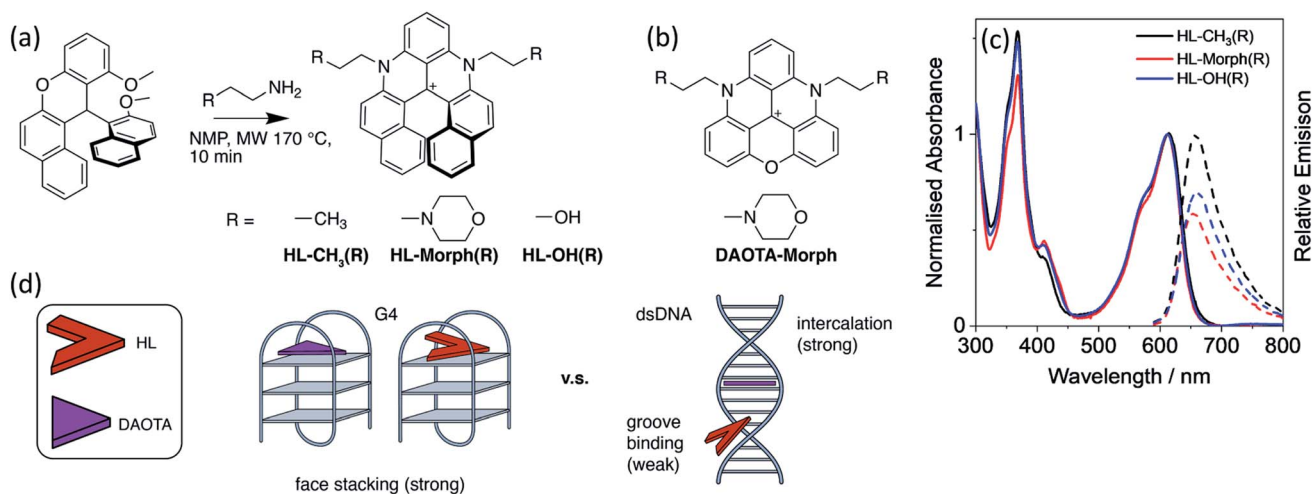 (a)
O
O
O
R
NH₂
NMP, MW 170 °C,
10 min
R
R
N
N
+
R =
—CH₃
HL-CH₃(R)
—N
O
HL-Morph(R)
—OH
HL-OH(R)
(b)
R
R
N
N
+
O
—N
O
DAOTA-Morph
(c)
HL-CH₃(R)
HL-Morph(R)
HL-OH(R)
Normalised Absorbance
Relative Emisison
1
0
300 400 500 600 700 800
Wavelength / nm
(d)
HL
DAOTA
G4
face stacking (strong)
v.s.
dsDNA
intercalation
(strong)
groove
binding
(weak)